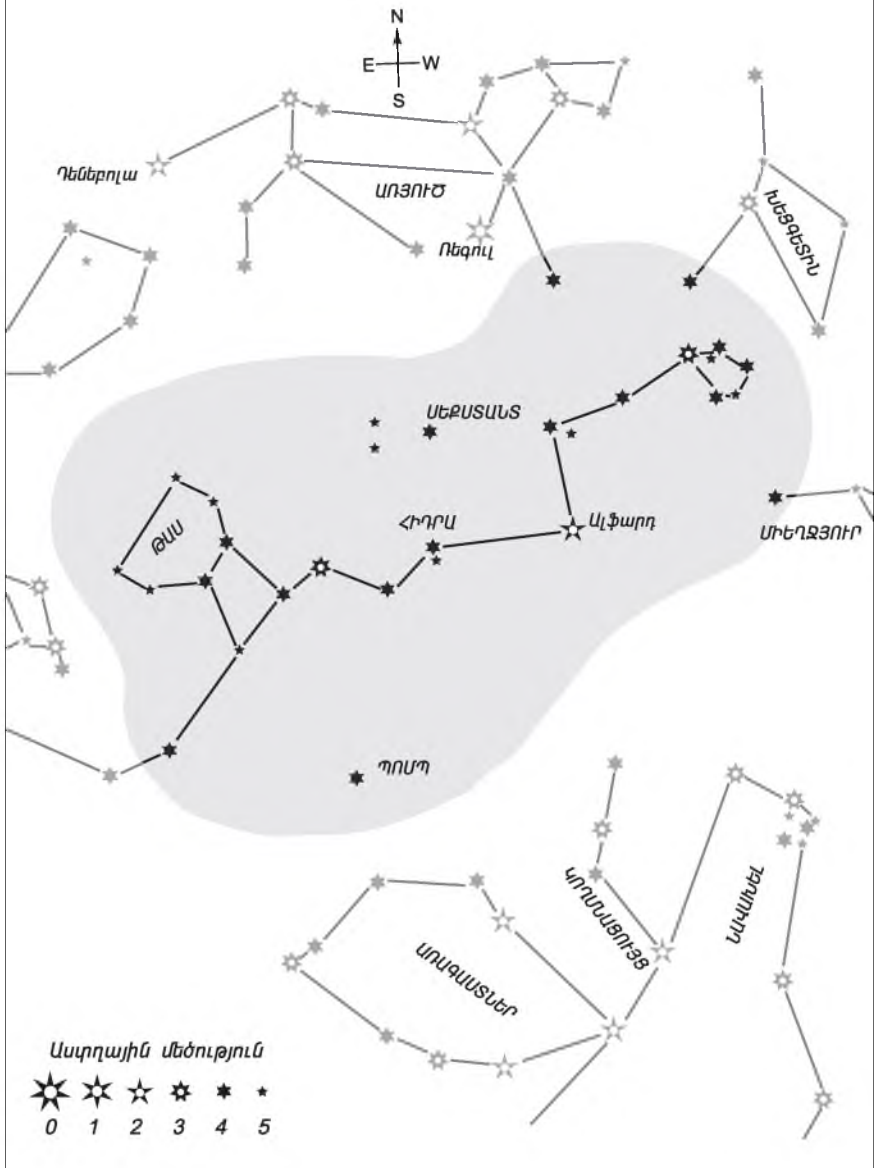 N
E W
S
Դենեբոլա
ԱՌՅՈՒԾ
Ռեգուլ
ԽԵՑԳԵՏԻՆ
ՍԵՔՍՏԱՆՏ
ԹԱՍ
ՀԻԴՐԱ
Ալֆարդ
ՄԻԵՂՋՅՈՒՐ
ՊՈՄՊ
ԿՈՂՄՆԱՑՈՒՅՑ
ՆԱՎԱԽԵԼ
ԱՌԱԳԱՍՏՆԵՐ
Աստղային մեծություն
0 1 2 3 4 5